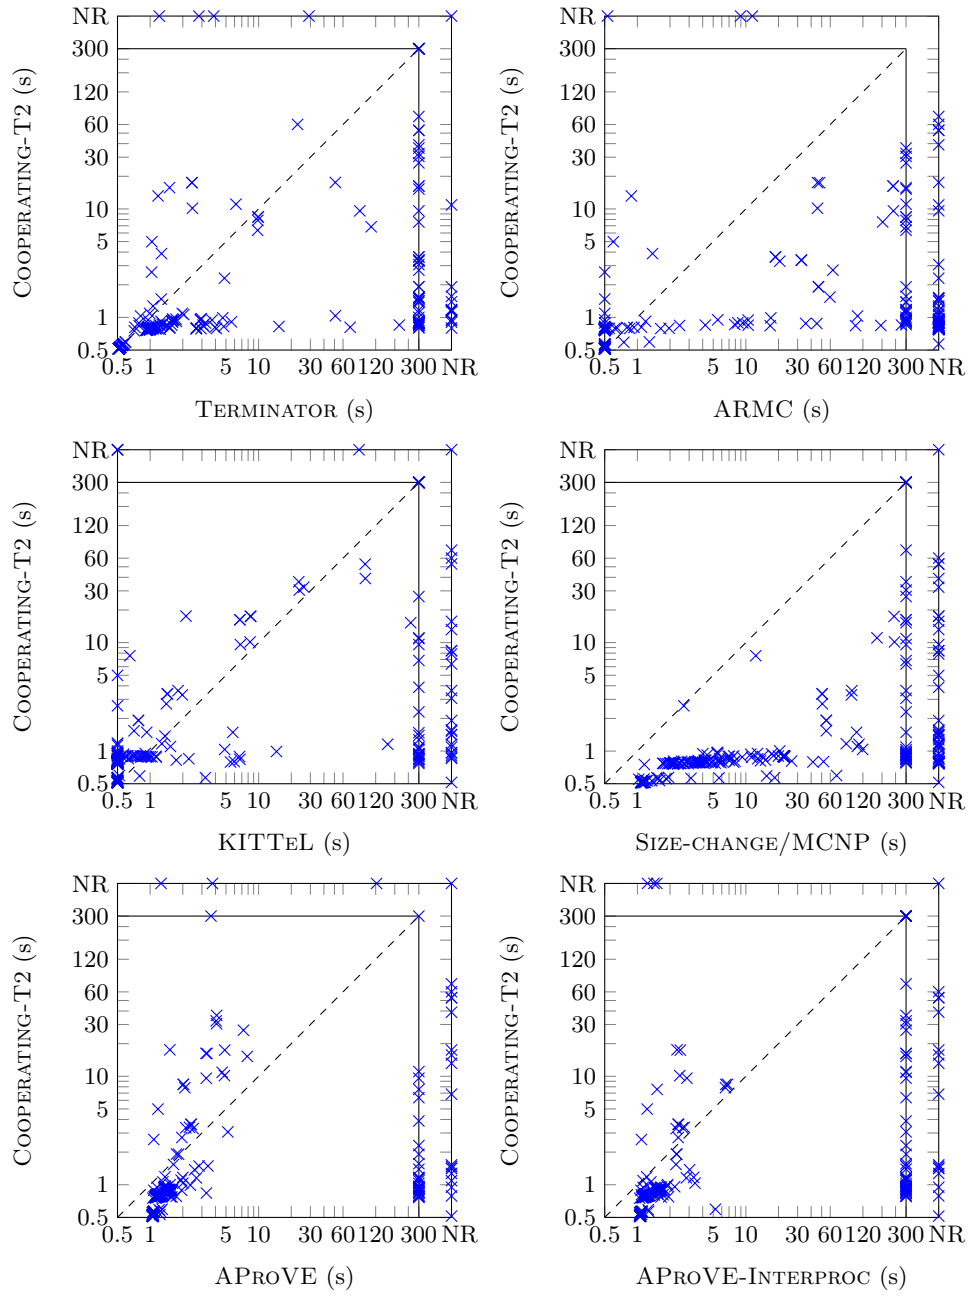 NR NR
300 300
120 120
60 60
30 30
10 10
5 5
1 1
0.5 0.5
COOPERATING-T2 (s) COOPERATING-T2 (s)
0.5 1 5 10 30 60 120 300 NR 0.5 1 5 10 30 60 120 300 NR
TERMINATOR (s) ARMC (s)
NR NR
300 300
120 120
60 60
30 30
10 10
5 5
1 1
0.5 0.5
COOPERATING-T2 (s) COOPERATING-T2 (s)
0.5 1 5 10 30 60 120 300 NR 0.5 1 5 10 30 60 120 300 NR
KITTEL (s) SIZE-CHANGE/MCNP (s)
NR NR
300 300
120 120
60 60
30 30
10 10
5 5
1 1
0.5 0.5
COOPERATING-T2 (s) COOPERATING-T2 (s)
0.5 1 5 10 30 60 120 300 NR 0.5 1 5 10 30 60 120 300 NR
APROVE (s) APROVE-INTERPROC (s)